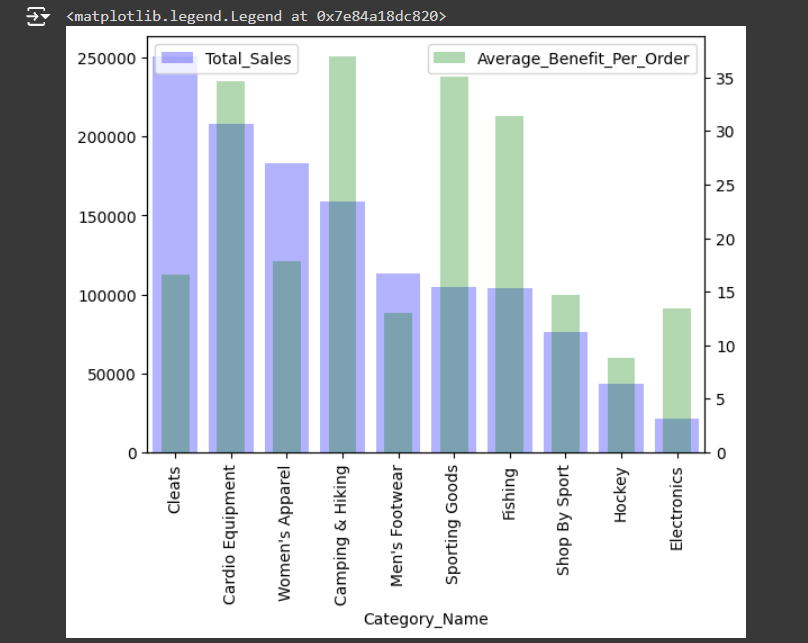 <matplotlib.legend.Legend at 0x7e84a18dc820>
Total_Sales
Average_Benefit_Per_Order
250000
200000
150000
100000
50000
0
35
30
25
20
15
10
5
0
Cleats
Cardio Equipment
Women's Apparel
Camping & Hiking
Men's Footwear
Sporting Goods
Fishing
Shop By Sport
Hockey
Electronics
Category_Name